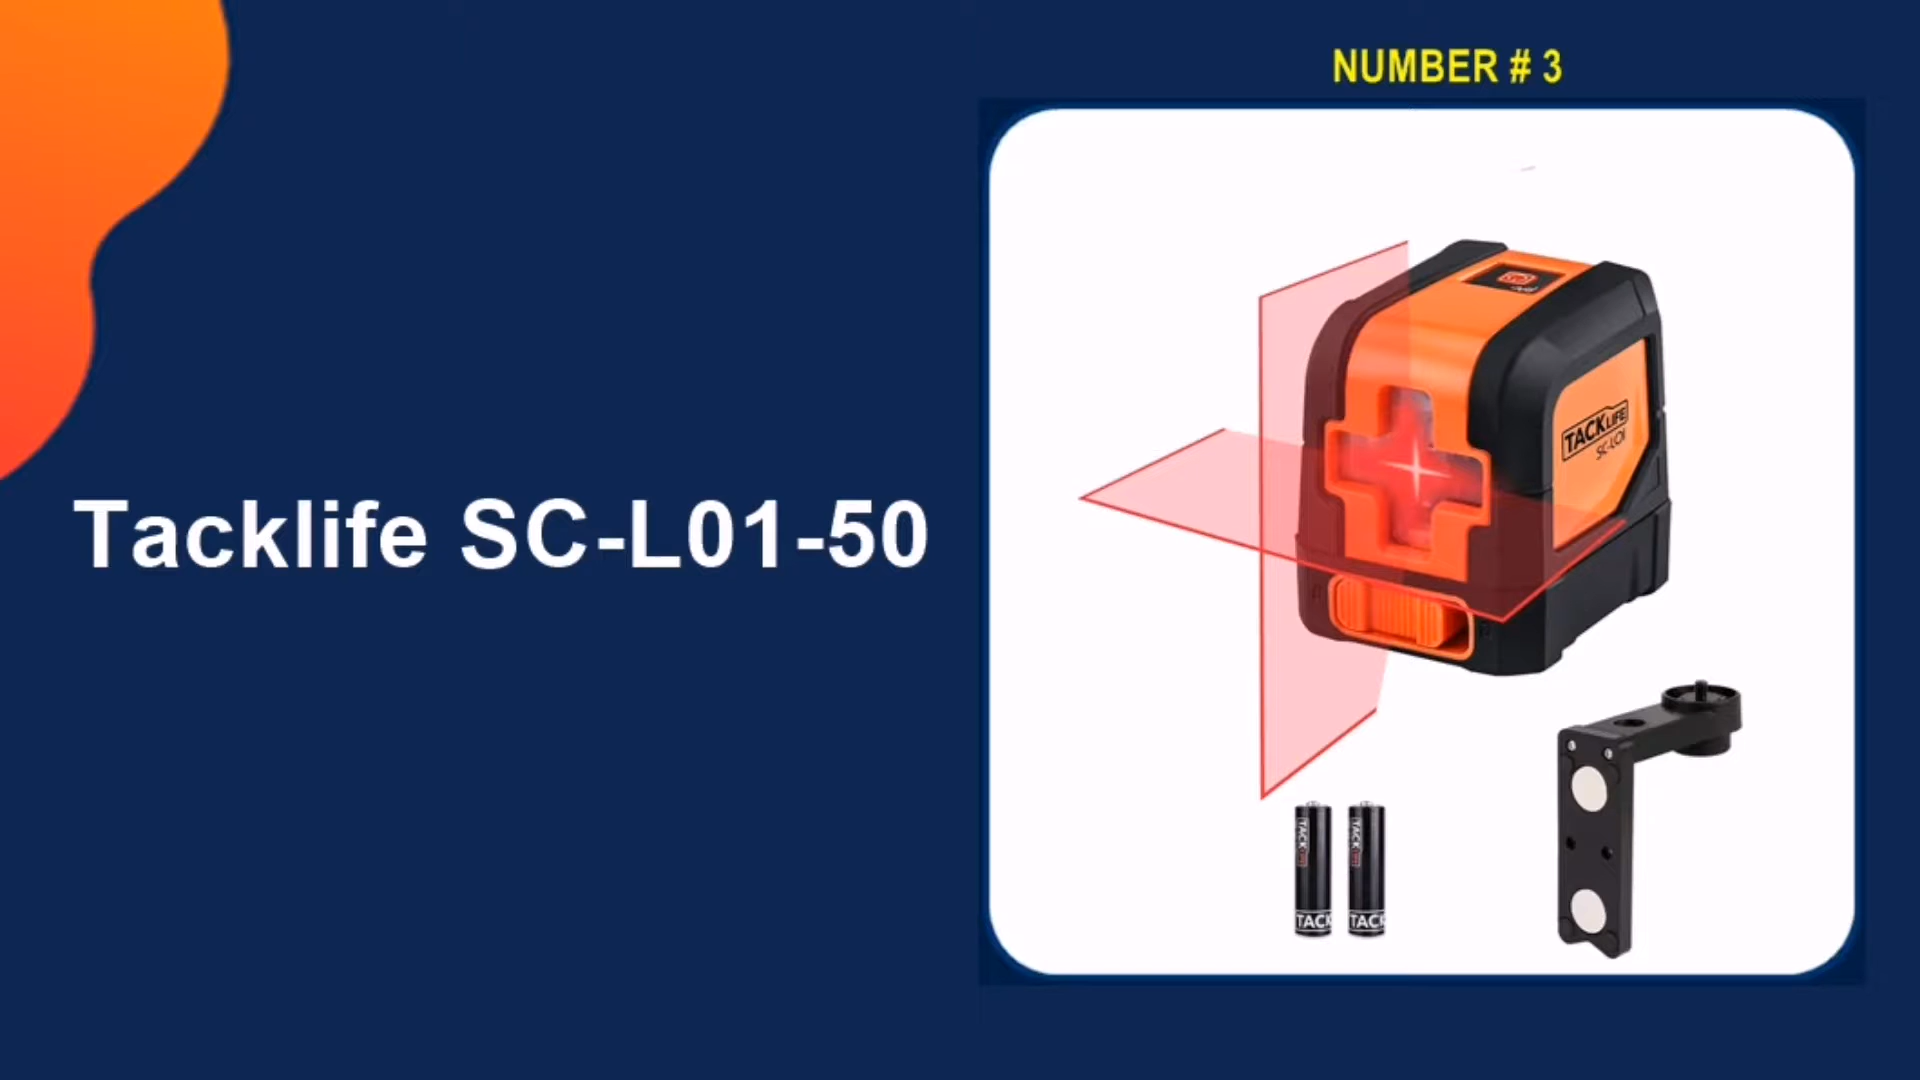 NUMBER # 3
Tacklife SC-L01-50
TACKLIFE
SC-L01
TACK
TACK